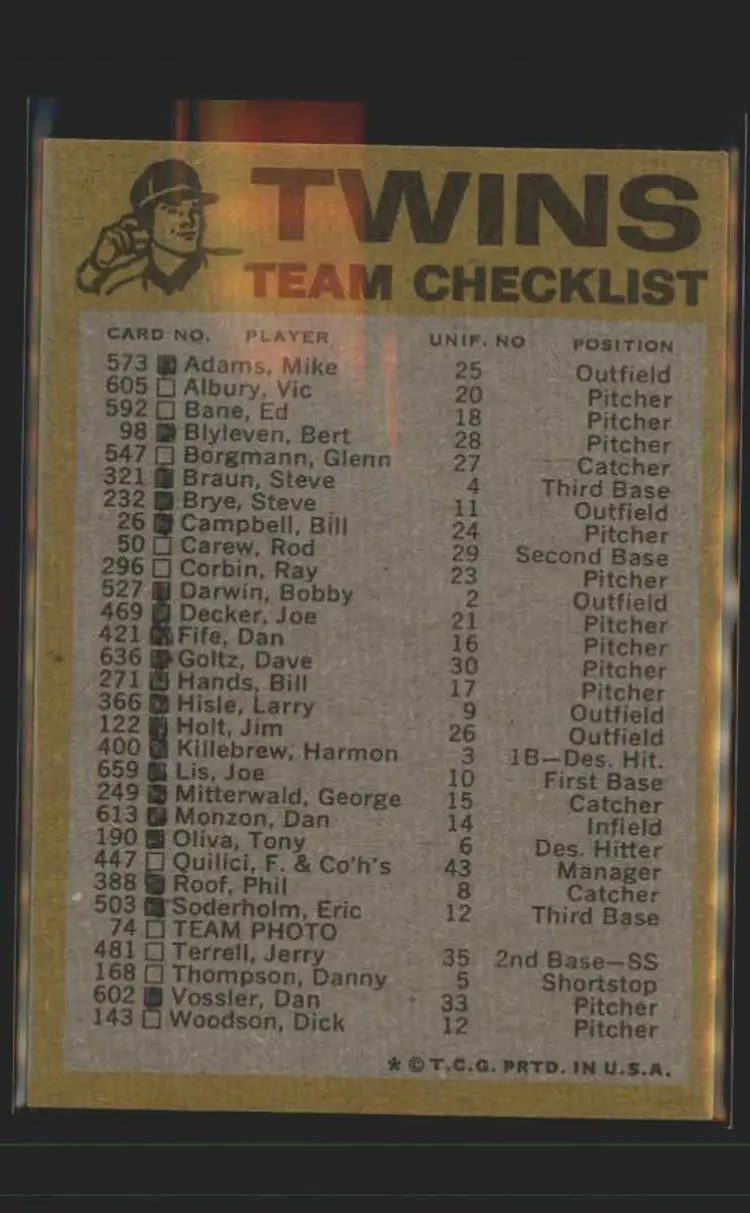 TWINS
TEAM CHECKLIST
CARD NO. PLAYER UNIF. NO POSITION
573 ■ Adams, Mike 25 Outfield
605 □ Albury, Vic 20 Pitcher
592 □ Bane, Ed 18 Pitcher
98 ■ Blyleven, Bert 28 Pitcher
547 □ Borgmann, Glenn 27 Catcher
321 ■ Braun, Steve 4 Third Base
232 ■ Brye, Steve 11 Outfield
26 ■ Campbell, Bill 24 Pitcher
50 □ Carew, Rod 29 Second Base
296 □ Corbin, Ray 23 Pitcher
527 ■ Darwin, Bobby 2 Outfield
469 ■ Decker, Joe 21 Pitcher
421 ■ Fife, Dan 16 Pitcher
636 ■ Goltz, Dave 30 Pitcher
271 ■ Hands, Bill 17 Pitcher
366 ■ Hisle, Larry 9 Outfield
122 ■ Holt, Jim 26 Outfield
400 ■ Killebrew, Harmon 3 1B—Des. Hit.
659 ■ Lis, Joe 10 First Base
249 ■ Mitterwald, George 15 Catcher
613 ■ Monzon, Dan 14 Infield
190 ■ Oliva, Tony 6 Des. Hitter
447 □ Quilici, F. & Co'h's 43 Manager
388 ■ Roof, Phil 8 Catcher
503 ■ Soderholm, Eric 12 Third Base
74 □ TEAM PHOTO
481 □ Terrell, Jerry 35 2nd Base—SS
168 □ Thompson, Danny 5 Shortstop
602 ■ Vossler, Dan 33 Pitcher
143 □ Woodson, Dick 12 Pitcher
* © T.C.G. PRTD. IN U.S.A.